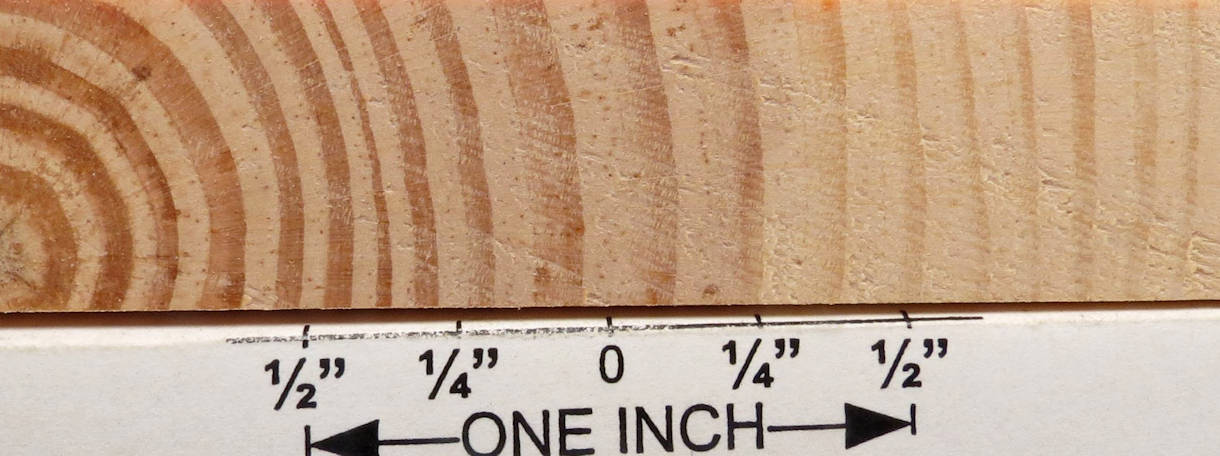 ½” ¼” 0 ¼” ½”
ONE INCH